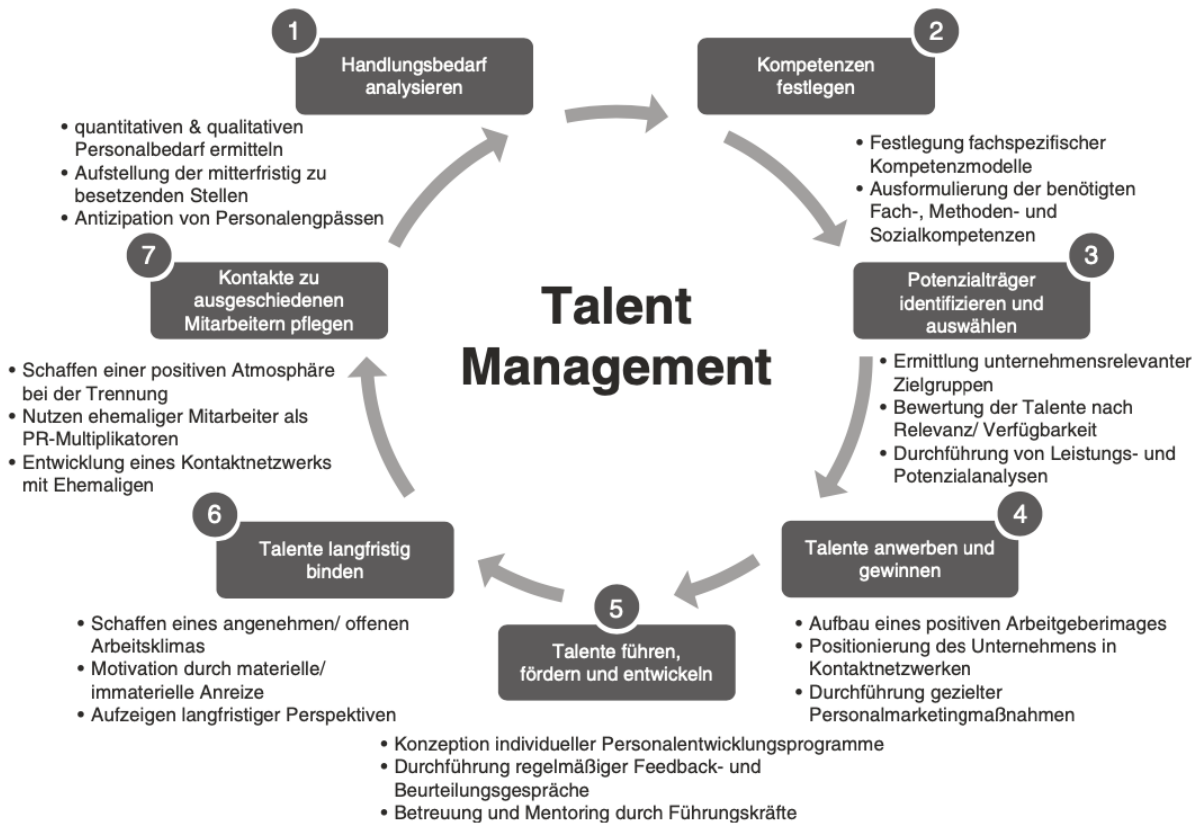 1
Handlungsbedarf
analysieren
• quantitativen & qualitativen
Personalbedarf ermitteln
• Aufstellung der mitterfristig zu
besetzenden Stellen
• Antizipation von Personalengpässen
2
Kompetenzen
festlegen
• Festlegung fachspezifischer
Kompetenzmodelle
• Ausformulierung der benötigten
Fach-, Methoden- und
Sozialkompetenzen
3
Potenzialträger
identifizieren und
auswählen
• Ermittlung unternehmensrelevanter
Zielgruppen
• Bewertung der Talente nach
Relevanz/ Verfügbarkeit
• Durchführung von Leistungs- und
Potenzialanalysen
4
Talente anwerben und
gewinnen
• Aufbau eines positiven Arbeitgeberimages
• Positionierung des Unternehmens in
Kontaktnetzwerken
• Durchführung gezielter
Personalmarketingmaßnahmen
5
Talente führen,
fördern und entwickeln
• Konzeption individueller Personalentwicklungsprogramme
• Durchführung regelmäßiger Feedback- und
Beurteilungsgespräche
• Betreuung und Mentoring durch Führungskräfte
6
Talente langfristig
binden
• Schaffen eines angenehmen/ offenen
Arbeitsklimas
• Motivation durch materielle/
immaterielle Anreize
• Aufzeigen langfristiger Perspektiven
7
Kontakte zu
ausgeschiedenen
Mitarbeitern pflegen
• Schaffen einer positiven Atmosphäre
bei der Trennung
• Nutzen ehemaliger Mitarbeiter als
PR-Multiplikatoren
• Entwicklung eines Kontaktnetzwerks
mit Ehemaligen
Talent
Management